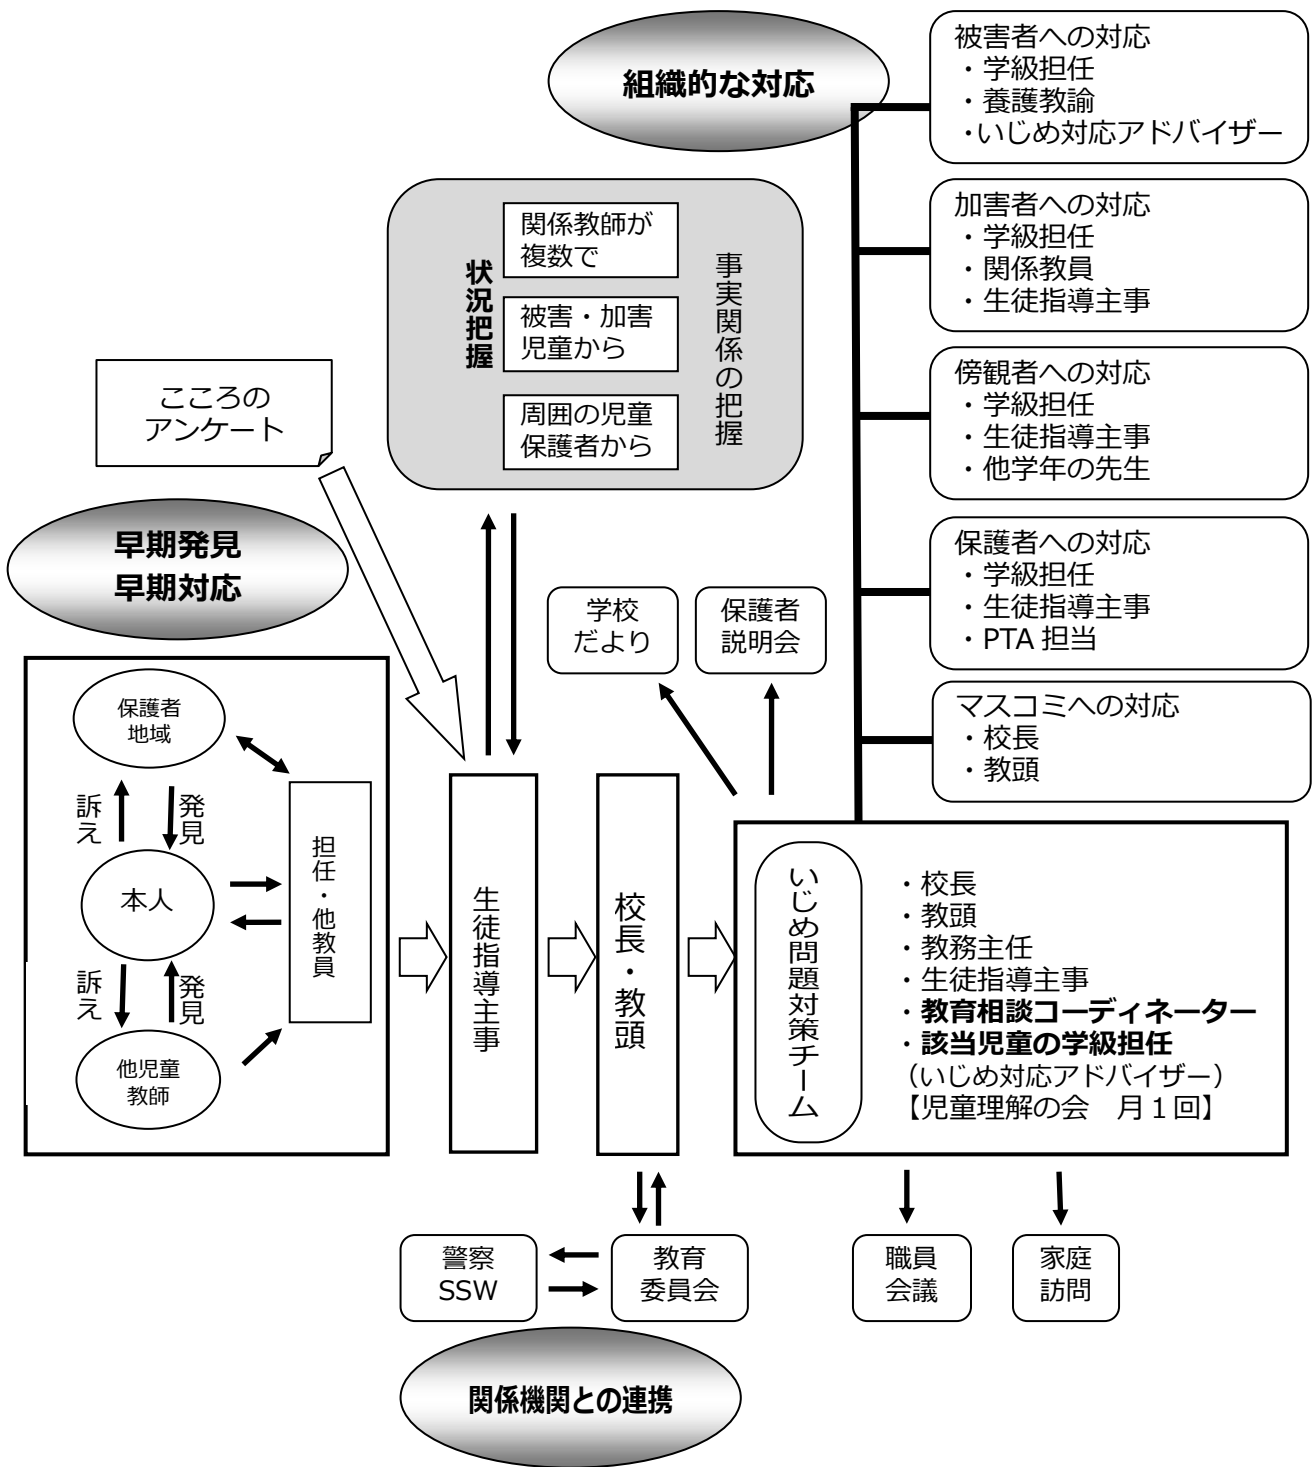 組織的な対応
被害者への対応
・学級担任
・養護教諭
・いじめ対応アドバイザー
加害者への対応
・学級担任
・関係教員
・生徒指導主事
傍観者への対応
・学級担任
・生徒指導主事
・他学年の先生
保護者への対応
・学級担任
・生徒指導主事
・PTA 担当
マスコミへの対応
・校長
・教頭
状況把握
関係教師が
複数で
被害・加害
児童から
周囲の児童
保護者から
事実関係の把握
こころの
アンケート
早期発見
早期対応
学校
だより
保護者
説明会
保護者
地域
訴え
発見
本人
訴え
発見
他児童
教師
担任・他教員
生徒指導主事
校長・教頭
いじめ問題対策チーム
・校長
・教頭
・教務主任
・生徒指導主事
・教育相談コーディネーター
・該当児童の学級担任
（いじめ対応アドバイザー）
【児童理解の会　月１回】
警察
SSW
教育
委員会
職員
会議
家庭
訪問
関係機関との連携